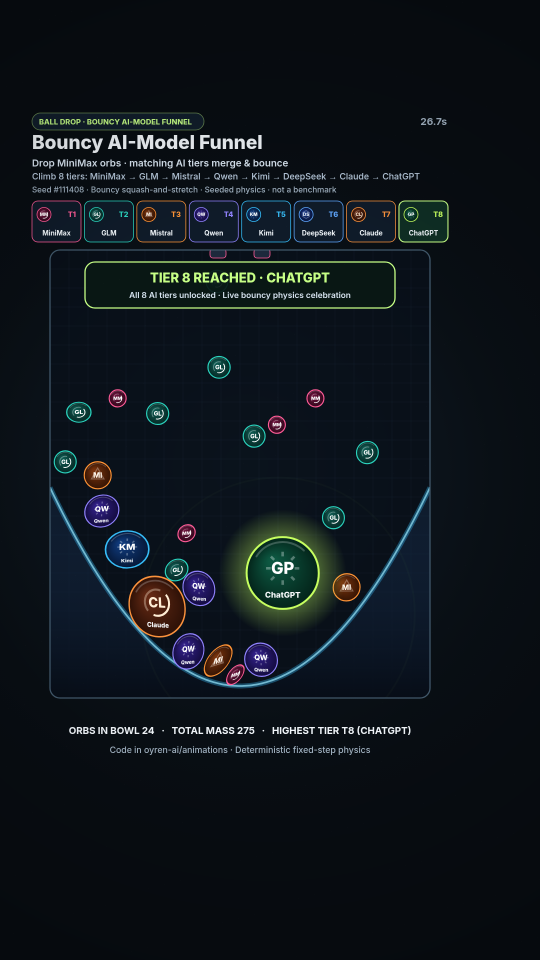 BALL DROP · BOUNCY AI-MODEL FUNNEL
26.7s
Bouncy AI-Model Funnel
Drop MiniMax orbs · matching AI tiers merge & bounce
Climb 8 tiers: MiniMax → GLM → Mistral → Qwen → Kimi → DeepSeek → Claude → ChatGPT
Seed #111408 · Bouncy squash-and-stretch · Seeded physics · not a benchmark
MM T1 GL T2 MI T3 QW T4 KM T5 DS T6 CL T7 GP T8
MiniMax GLM Mistral Qwen Kimi DeepSeek Claude ChatGPT
TIER 8 REACHED · CHATGPT
All 8 AI tiers unlocked · Live bouncy physics celebration
GL
MM
MM
GL
GL
MM
GL
GL
GL
MI
QW
Qwen
GL
MM
KM
Kimi
GL
GP
ChatGPT
QW
Qwen
MI
CL
Claude
QW
Qwen
MI
QW
Qwen
MM
ORBS IN BOWL 24 · TOTAL MASS 275 · HIGHEST TIER T8 (CHATGPT)
Code in oyren-ai/animations · Deterministic fixed-step physics